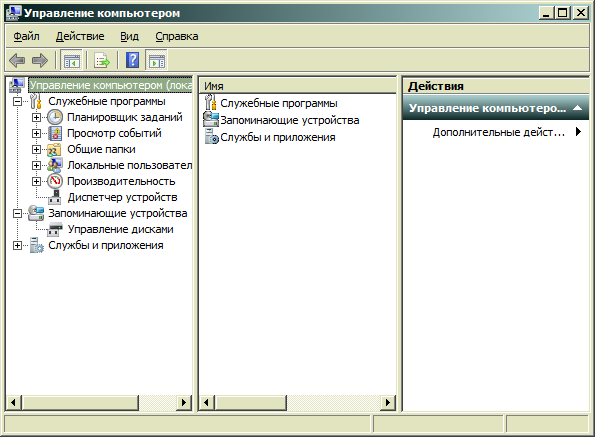 Управление компьютером
Файл Действие Вид Справка
Управление компьютером (лока
Служебные программы
Планировщик заданий
Просмотр событий
Общие папки
Локальные пользовател
Производительность
Диспетчер устройств
Запоминающие устройства
Управление дисками
Службы и приложения
Имя
Служебные программы
Запоминающие устройства
Службы и приложения
Действия
Управление компьютеро...
Дополнительные дейст...